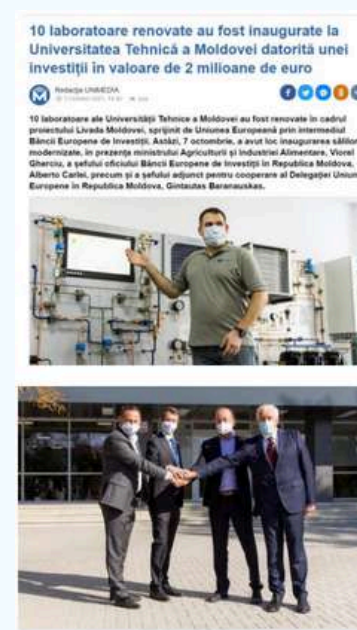 10 laboratoare renovate au fost inaugurate la
Universitatea Tehnică a Moldovei datorită unei
investiții în valoare de 2 milioane de euro
Redacția UNIMEDIA
10 laboratoare ale Universității Tehnice a Moldovei au fost renovate în cadrul
proiectului Livada Moldovei, sprijinit de Uniunea Europeană prin intermediul
Băncii Europene de Investiții. Astăzi, 7 octombrie, a avut loc inaugurarea sălilor
modernizate, în prezența ministrului Agriculturii și Industriei Alimentare, Viorel
Gherciu, a șefului oficiului Băncii Europene de Investiții în Republica Moldova,
Alberto Carlei, precum și a șefului adjunct pentru cooperare al Delegației Uniun
Europene în Republica Moldova, Gintautas Baranauskas.